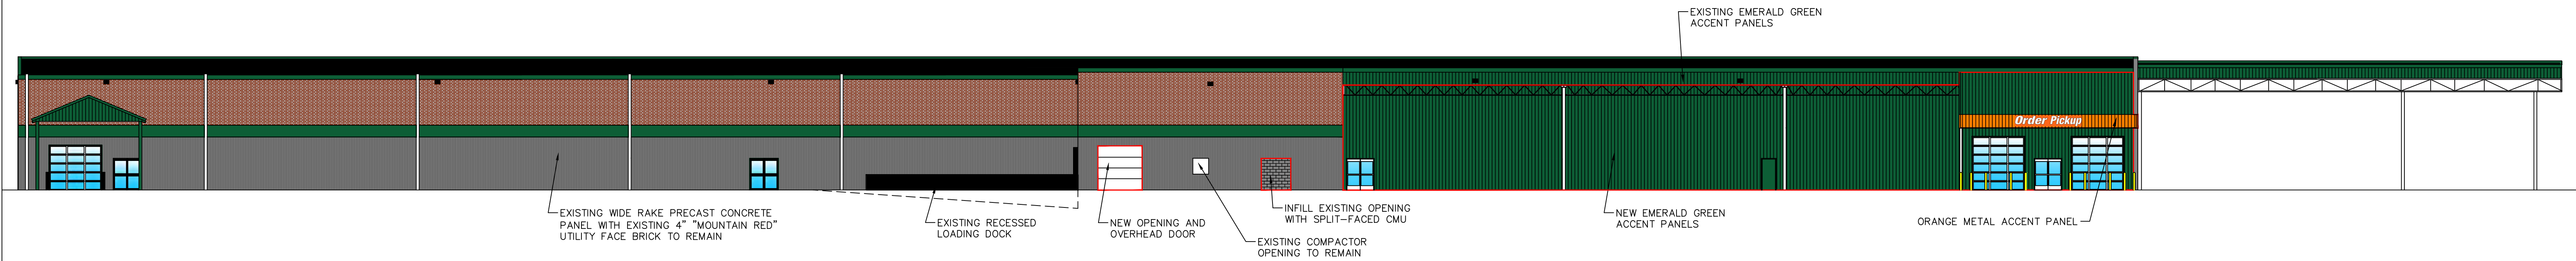 EXISTING EMERALD GREEN
ACCENT PANELS
Order Pickup
EXISTING WIDE RAKE PRECAST CONCRETE
PANEL WITH EXISTING 4" "MOUNTAIN RED"
UTILITY FACE BRICK TO REMAIN
EXISTING RECESSED
LOADING DOCK
NEW OPENING AND
OVERHEAD DOOR
EXISTING COMPACTOR
OPENING TO REMAIN
INFILL EXISTING OPENING
WITH SPLIT-FACED CMU
NEW EMERALD GREEN
ACCENT PANELS
ORANGE METAL ACCENT PANEL